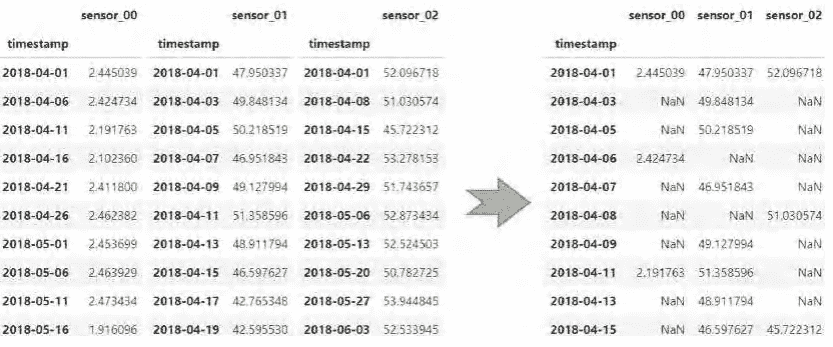 sensor_00 sensor_01 sensor_02 sensor_00 sensor_01 sensor_02
timestamp timestamp timestamp timestamp
2018-04-01 2.445039 2018-04-01 47.950337 2018-04-01 52.096718 2018-04-01 2.445039 47.950337 52.096718
2018-04-06 2.424734 2018-04-03 49.848134 2018-04-08 51.030574 2018-04-03 NaN 49.848134 NaN
2018-04-11 2.191763 2018-04-05 50.218519 2018-04-15 45.722312 2018-04-05 NaN 50.218519 NaN
2018-04-16 2.102360 2018-04-07 46.951843 2018-04-22 53.278153 2018-04-06 2.424734 NaN NaN
2018-04-21 2.411800 2018-04-09 49.127994 2018-04-29 51.743657 2018-04-07 NaN 46.951843 NaN
2018-04-26 2.462382 2018-04-11 51.358596 2018-05-06 52.873434 2018-04-08 NaN NaN 51.030574
2018-05-01 2.453699 2018-04-13 48.911794 2018-05-13 52.524503 2018-04-09 NaN 49.127994 NaN
2018-05-06 2.463929 2018-04-15 46.597627 2018-05-20 50.782725 2018-04-11 2.191763 51.358596 NaN
2018-05-11 2.473434 2018-04-17 42.765348 2018-05-27 53.944845 2018-04-13 NaN 48.911794 NaN
2018-05-16 1.916096 2018-04-19 42.595530 2018-06-03 52.533945 2018-04-15 NaN 46.597627 45.722312